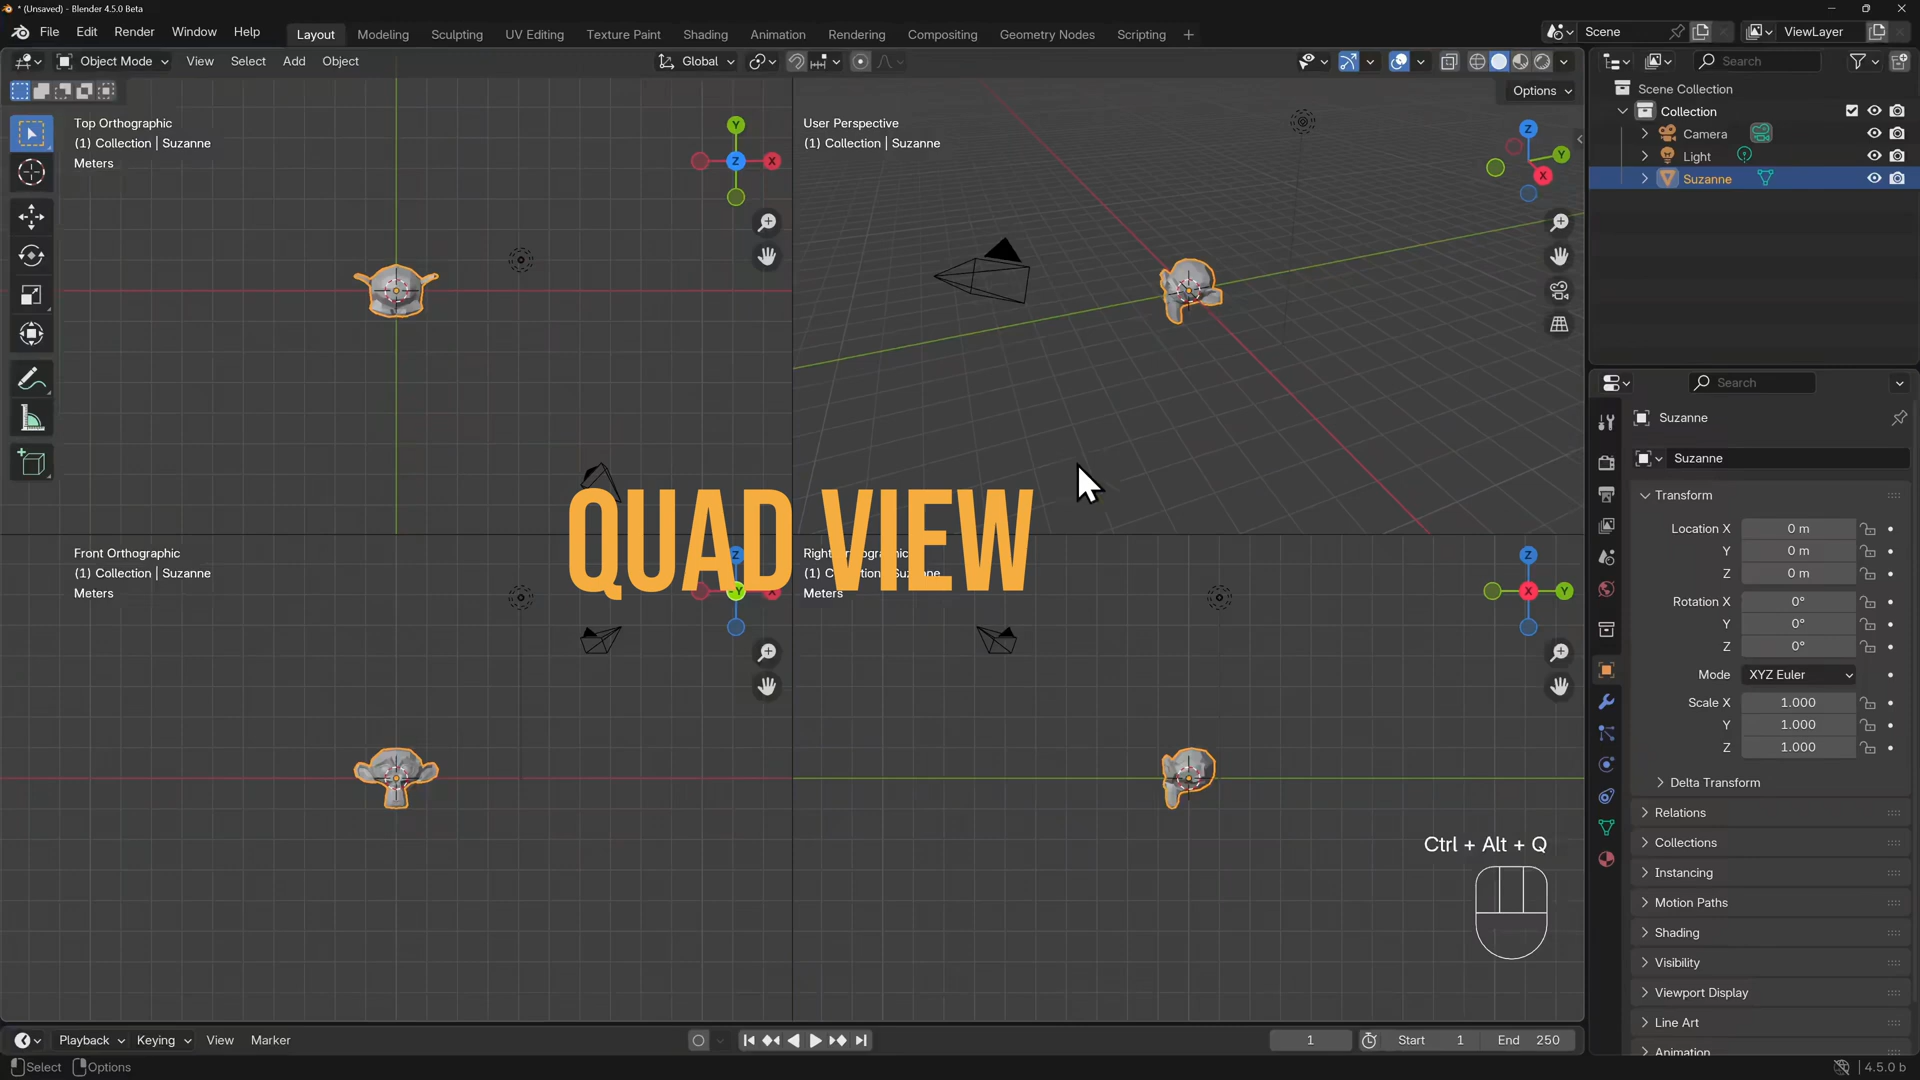 * (Unsaved) - Blender 4.5.0 Beta
File Edit Render Window Help
Layout Modeling Sculpting UV Editing Texture Paint Shading Animation Rendering Compositing Geometry Nodes Scripting +
Scene
ViewLayer
Object Mode View Select Add Object
Global
Search
Options
Top Orthographic
(1) Collection | Suzanne
Meters
Y
Z X
User Perspective
(1) Collection | Suzanne
Z
Y
X
Scene Collection
Collection
Camera
Light
Suzanne
QUAD VIEW
Front Orthographic
(1) Collection | Suzanne
Meters
Z
-Y X
(1) Collection | Suzanne
Meters
Z
X Y
Search
Suzanne
Suzanne
Transform
Location X 0 m
Y 0 m
Z 0 m
Rotation X 0°
Y 0°
Z 0°
Mode XYZ Euler
Scale X 1.000
Y 1.000
Z 1.000
Delta Transform
Relations
Collections
Instancing
Motion Paths
Shading
Visibility
Viewport Display
Line Art
Animation
Ctrl + Alt + Q
Playback Keying View Marker
1
Start 1
End 250
Select Options
4.5.0 b